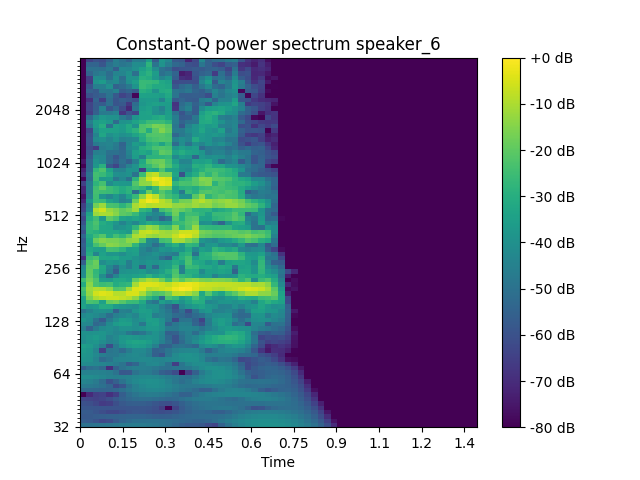 Constant-Q power spectrum speaker_6
Hz
2048
1024
512
256
128
64
32
0 0.15 0.3 0.45 0.6 0.75 0.9 1.1 1.2 1.4
Time
+0 dB
-10 dB
-20 dB
-30 dB
-40 dB
-50 dB
-60 dB
-70 dB
-80 dB